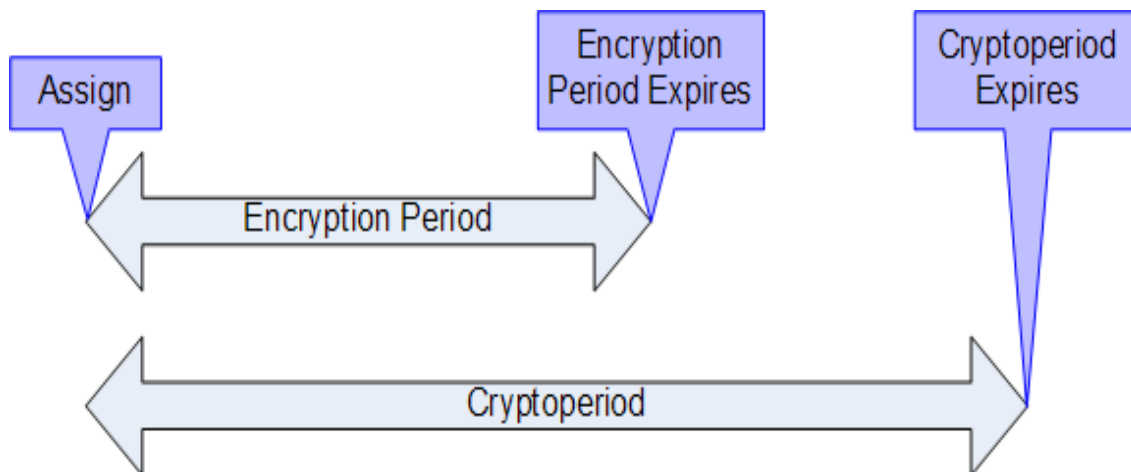 Assign
Encryption
Period Expires
Cryptoperiod
Expires
Encryption Period
Cryptoperiod